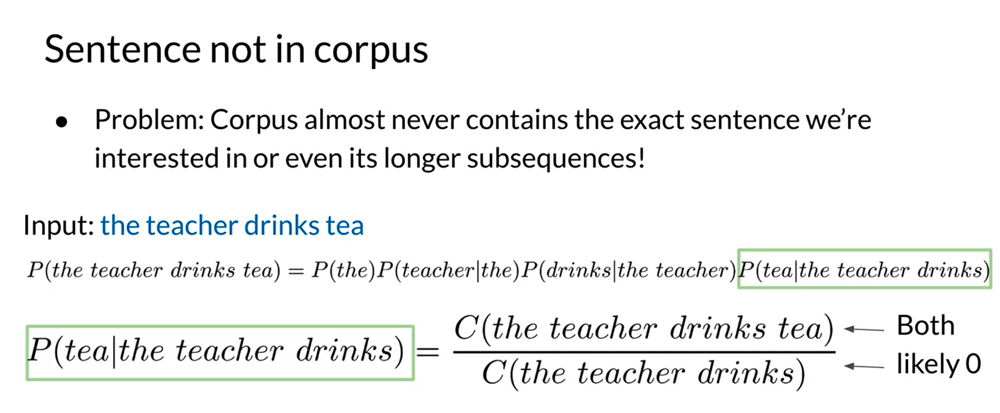 Sentence not in corpus
● Problem: Corpus almost never contains the exact sentence we’re
interested in or even its longer subsequences!
Input: the teacher drinks tea
P(the teacher drinks tea) = P(the)P(teacher|the)P(drinks|the teacher)P(tea|the teacher drinks)
P(tea|the teacher drinks) = C(the teacher drinks tea) / C(the teacher drinks)
Both
likely 0